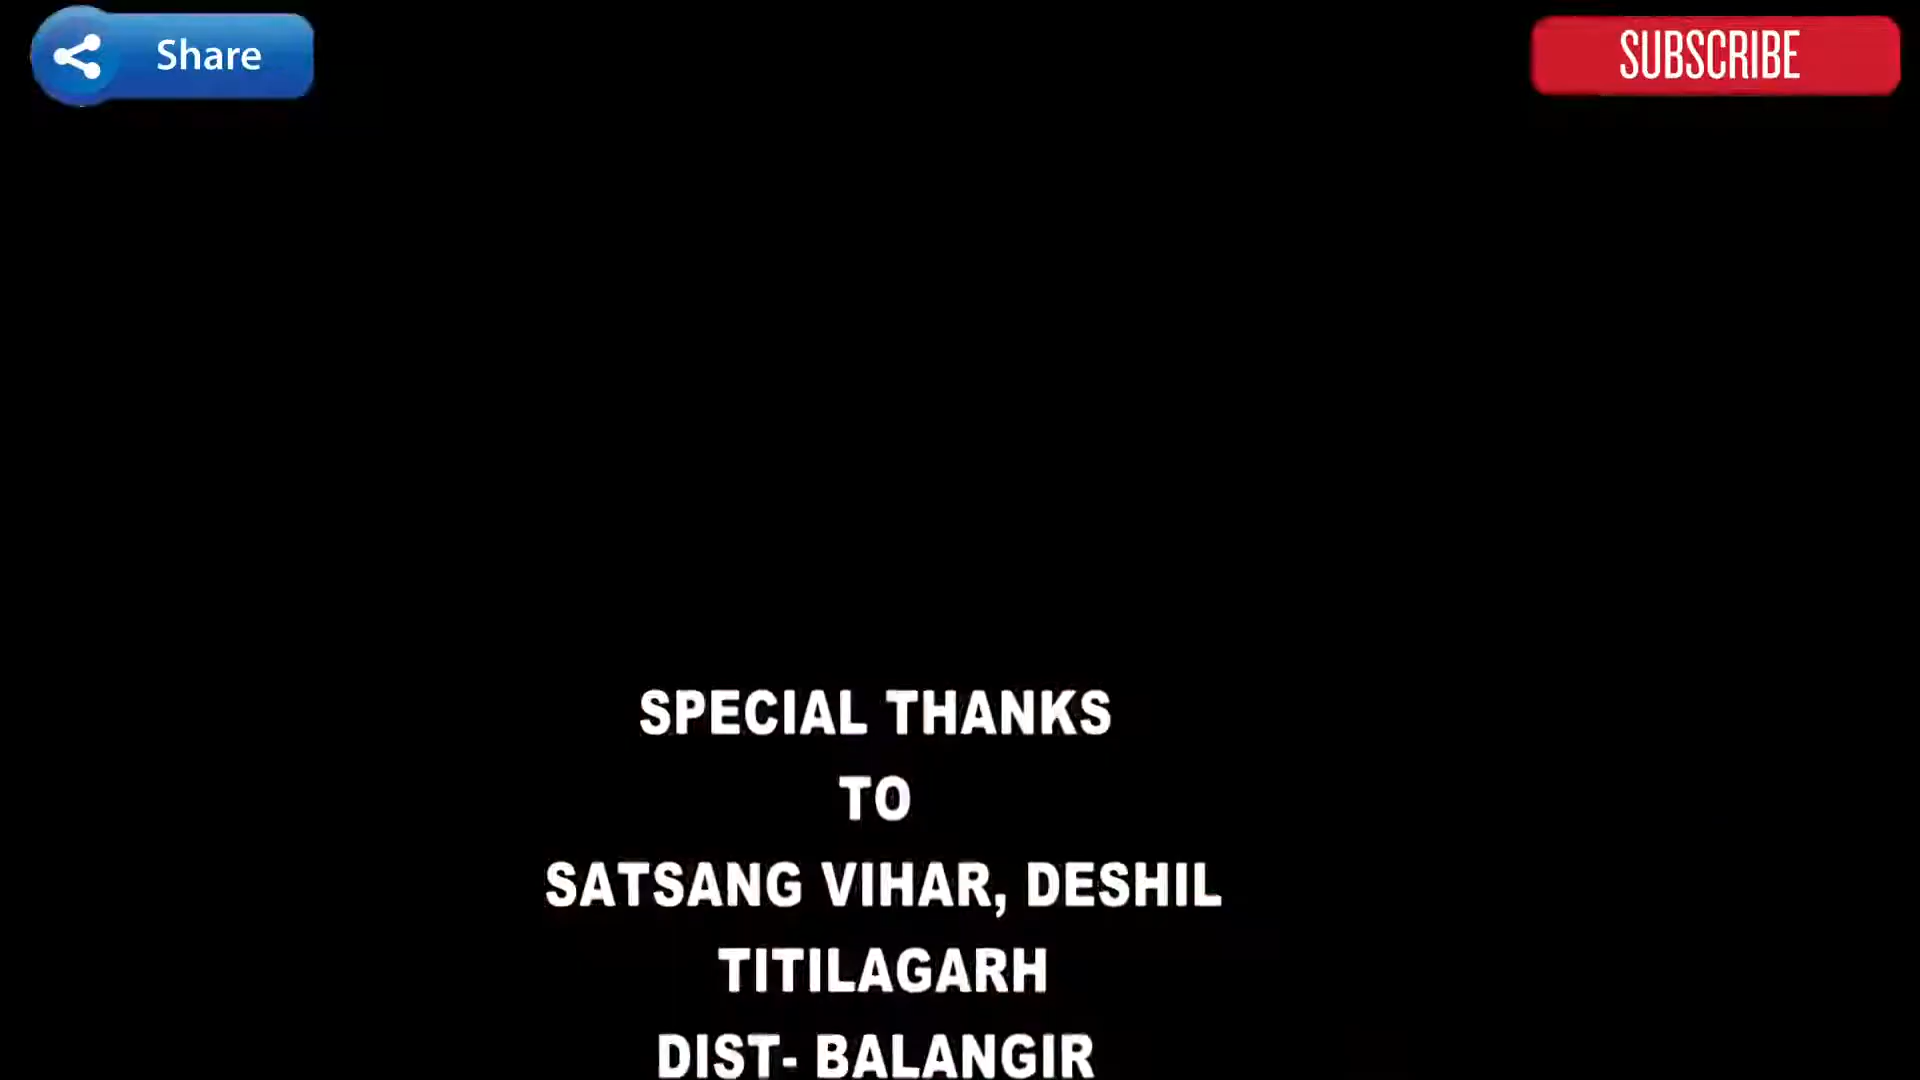 Share
SUBSCRIBE
SPECIAL THANKS
TO
SATSANG VIHAR, DESHIL
TITILAGARH
DIST- BALANGIR